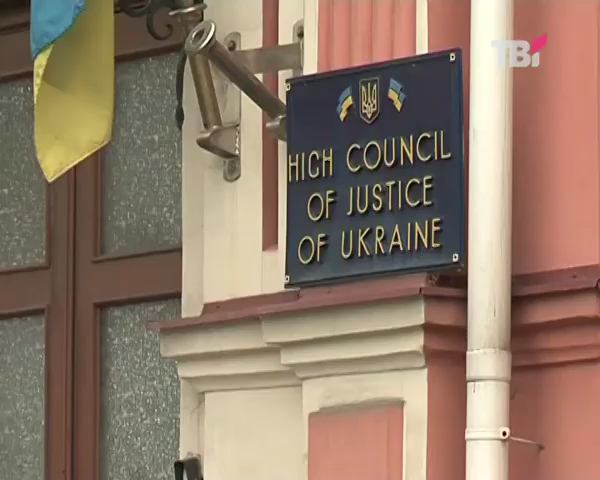 ТВі
HIGH COUNCIL
OF JUSTICE
OF UKRAINE